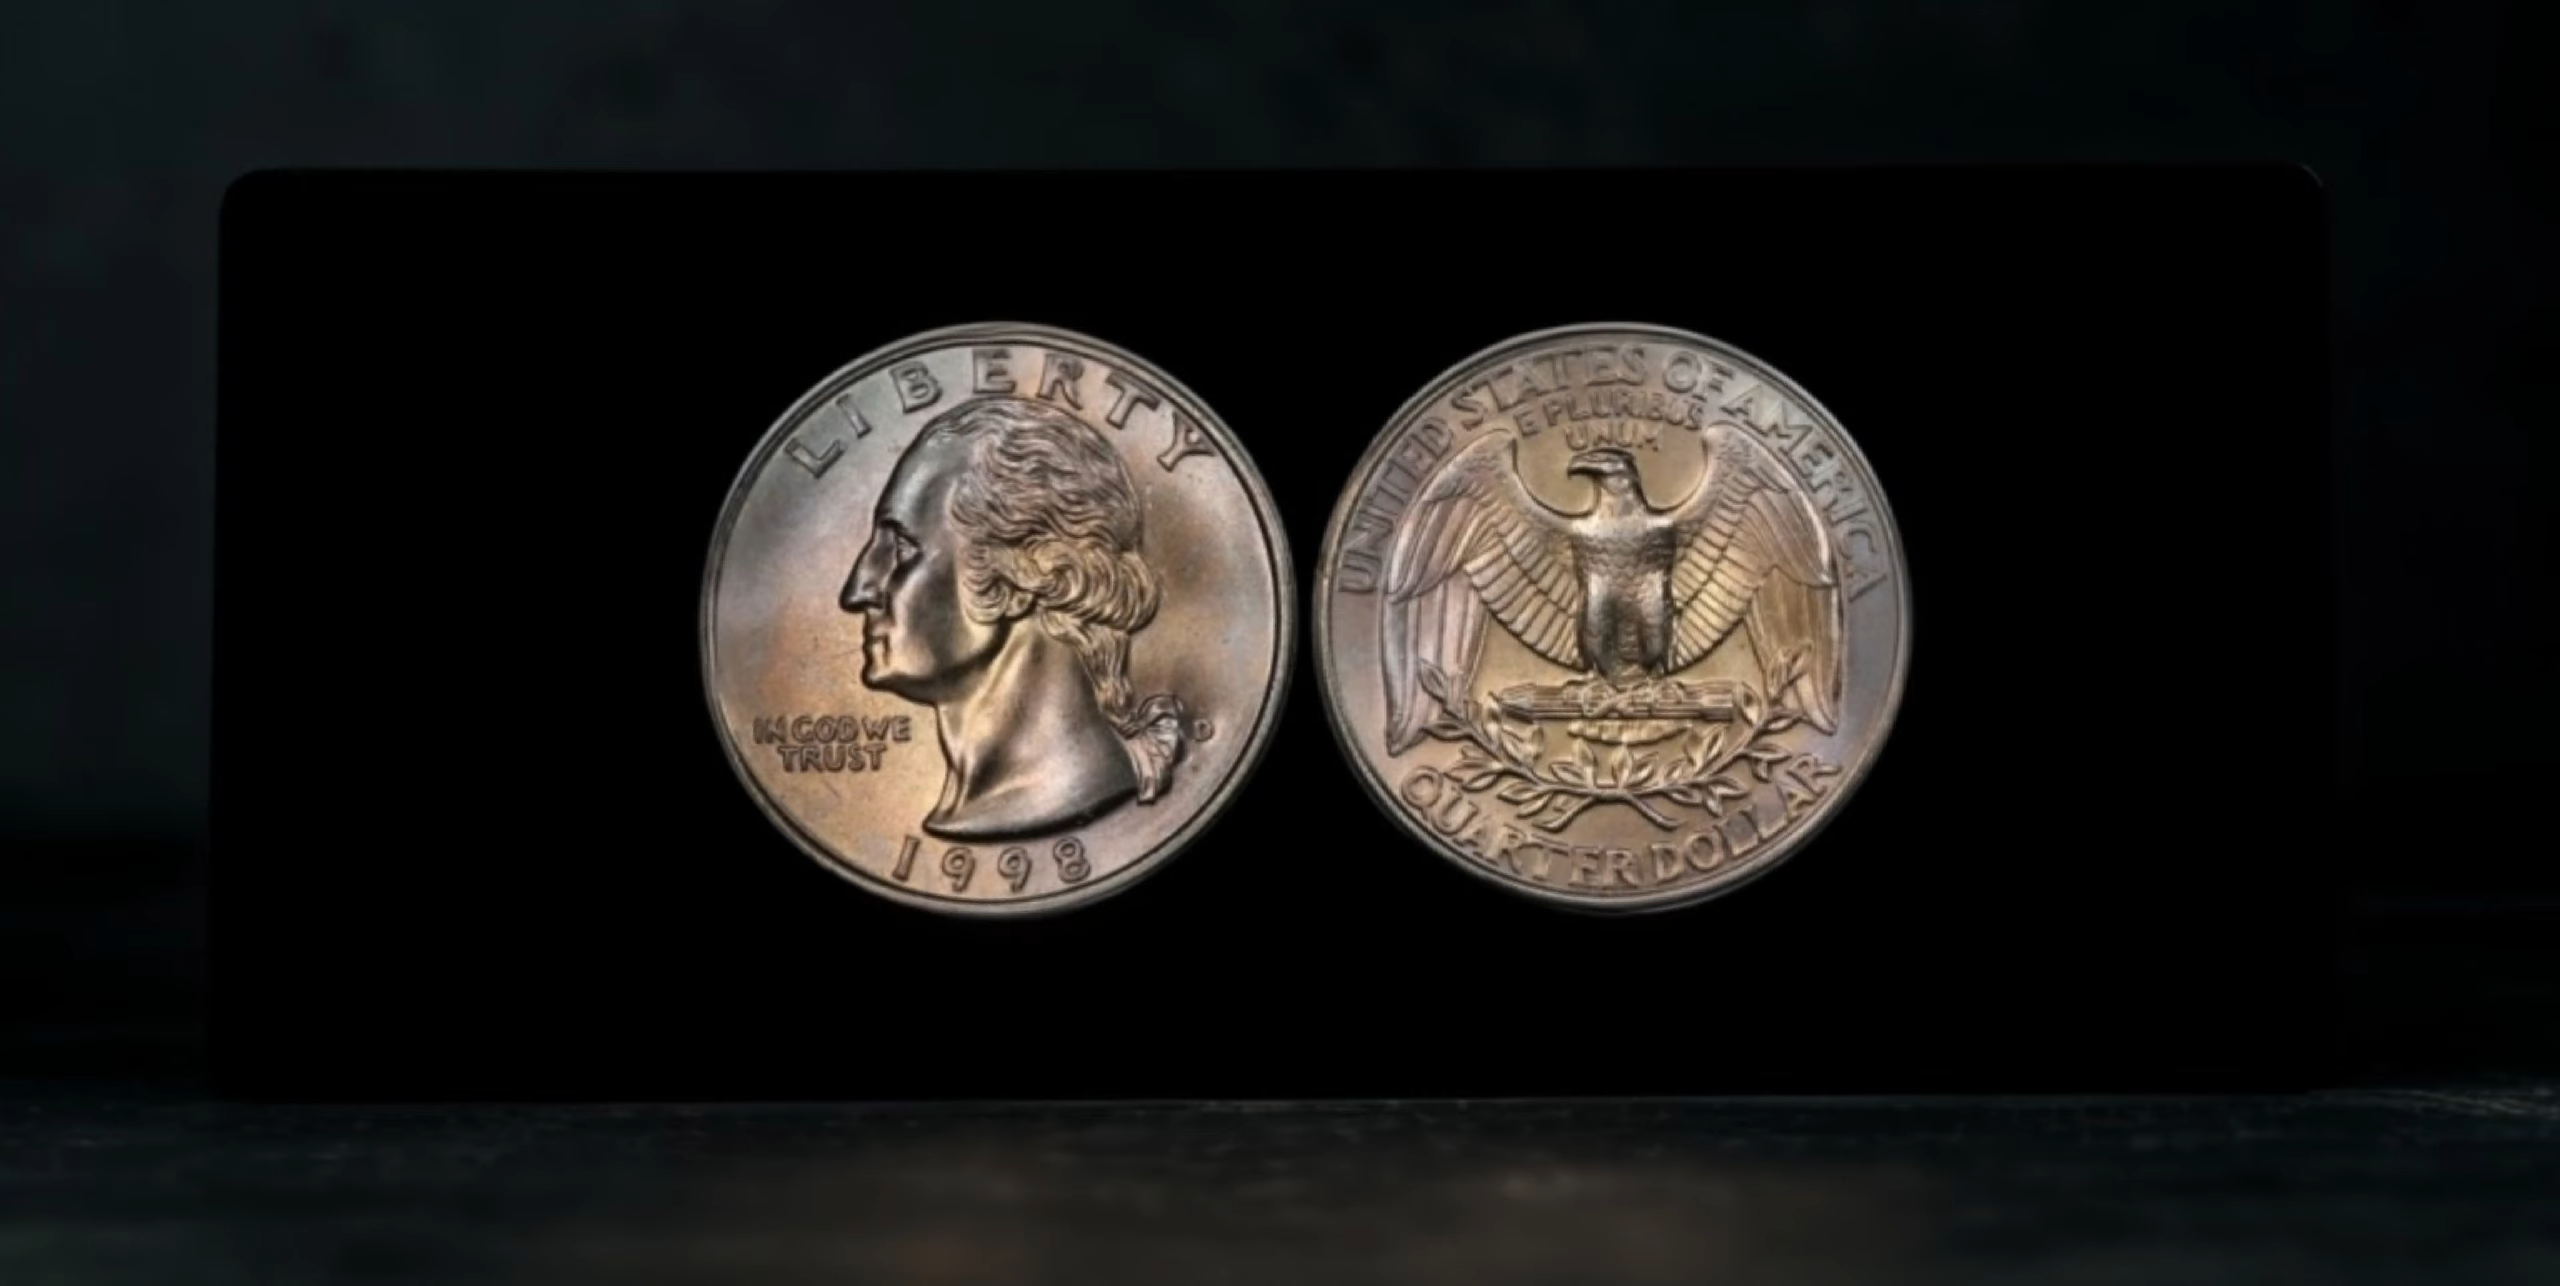 LIBERTY
IN GOD WE
TRUST
D
1998
UNITED STATES OF AMERICA
E PLURIBUS
UNUM
QUARTER DOLLAR